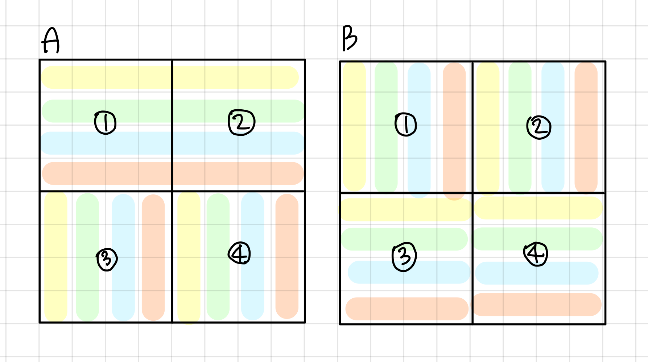 A
B
① ②
① ②
③ ④
③ ④